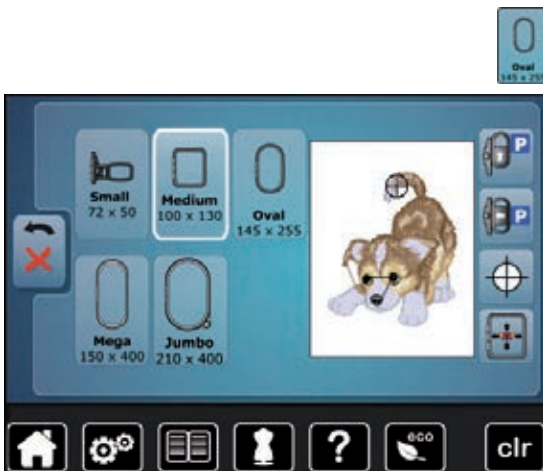 Oval
145 x 255
Small
72 x 50
Medium
100 x 130
Oval
145 x 255
P
P
Mega
150 x 400
Jumbo
210 x 400
?
eco
clr